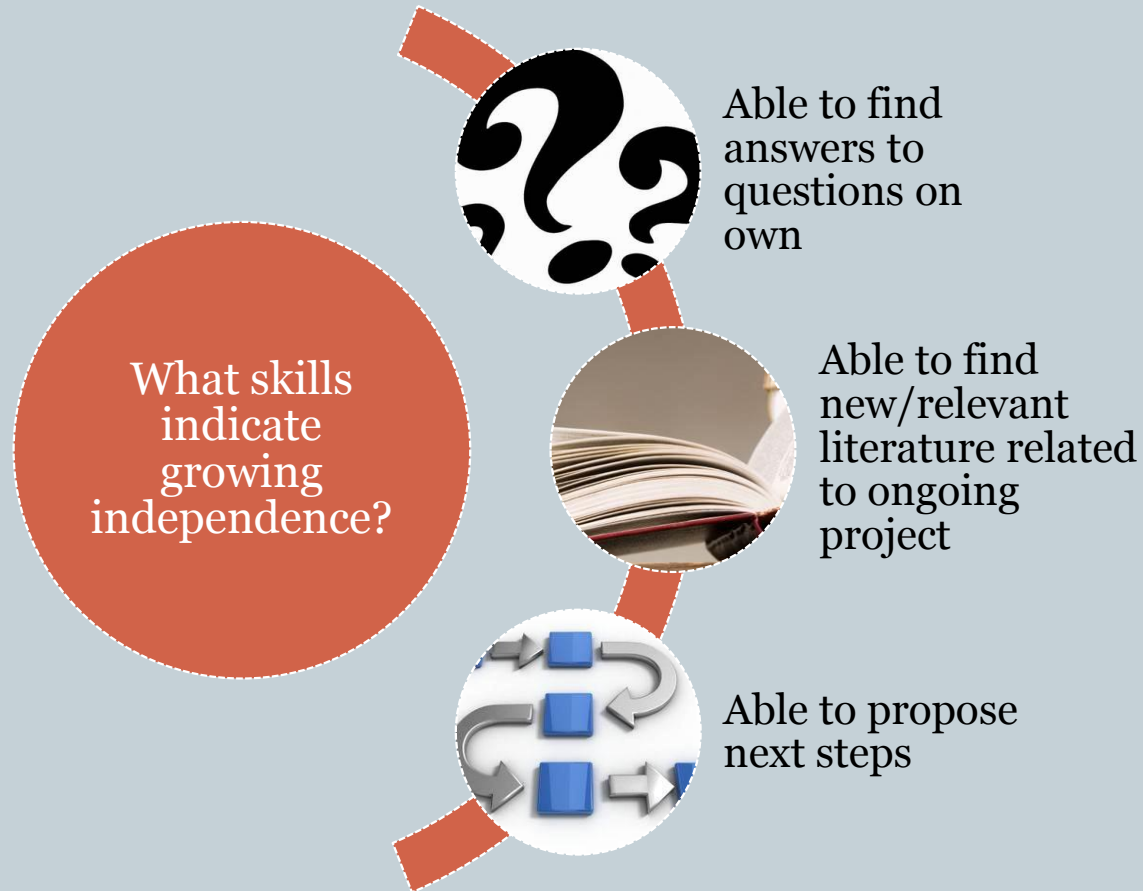 What skills
indicate
growing
independence?
Able to find
answers to
questions on
own
Able to find
new/relevant
literature related
to ongoing
project
Able to propose
next steps